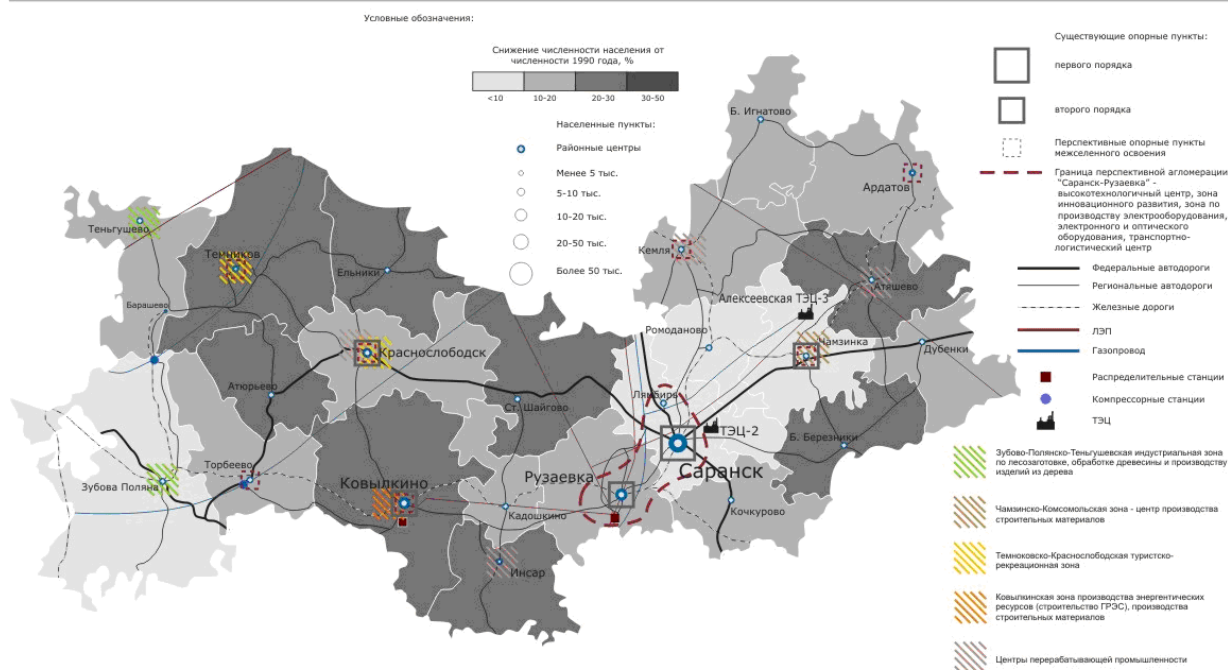 Условные обозначения:
Снижение численности населения от
численности 1990 года, %
<10
10-20
20-30
30-50
Населенные пункты:
Районные центры
Менее 5 тыс.
5-10 тыс.
10-20 тыс.
20-50 тыс.
Более 50 тыс.
Существующие опорные пункты:
первого порядка
второго порядка
Перспективные опорные пункты
межселенного освоения
Граница перспективой агломерации
"Саранск-Рузаевка" -
высокотехнологичный центр, зона
инновационного развития, зона по
производству электрооборудования,
электронного и оптического
оборудования, транспортно-
логистический центр
Федеральные автодороги
Региональные автодороги
Железные дороги
ЛЭП
Газопровод
Распределительные станции
Компрессорные станции
ТЭЦ
Зубово-Полянско-Теньгушевская индустриальная зона
по лесозаготовке, обработке древесины и производству
изделий из дерева
Чамзинско-Комсомольская зона - центр производства
строительных материалов
Темноковско-Краснослободская туристско-
рекреационная зона
Ковылкинская зона производства энергентических
ресурсов (строительство ГРЭС), производства
строительных материалов
Центры перерабатывающей промышленности
Б. Игнатово
Ардатов
Теньгушево
Кемля
Темников
Ельники
Атяшево
Барашево
Алексеевская ТЭЦ-3
Ромоданово
Чамзинка
Краснослободск
Дубенки
Атюрьево
Лямбирь
Ст. Шайгово
ТЭЦ-2
Б. Березники
Торбеево
Рузаевка
Саранск
Зубова Поляна
Ковылкино
Кадошкино
Кочкурово
Инсар